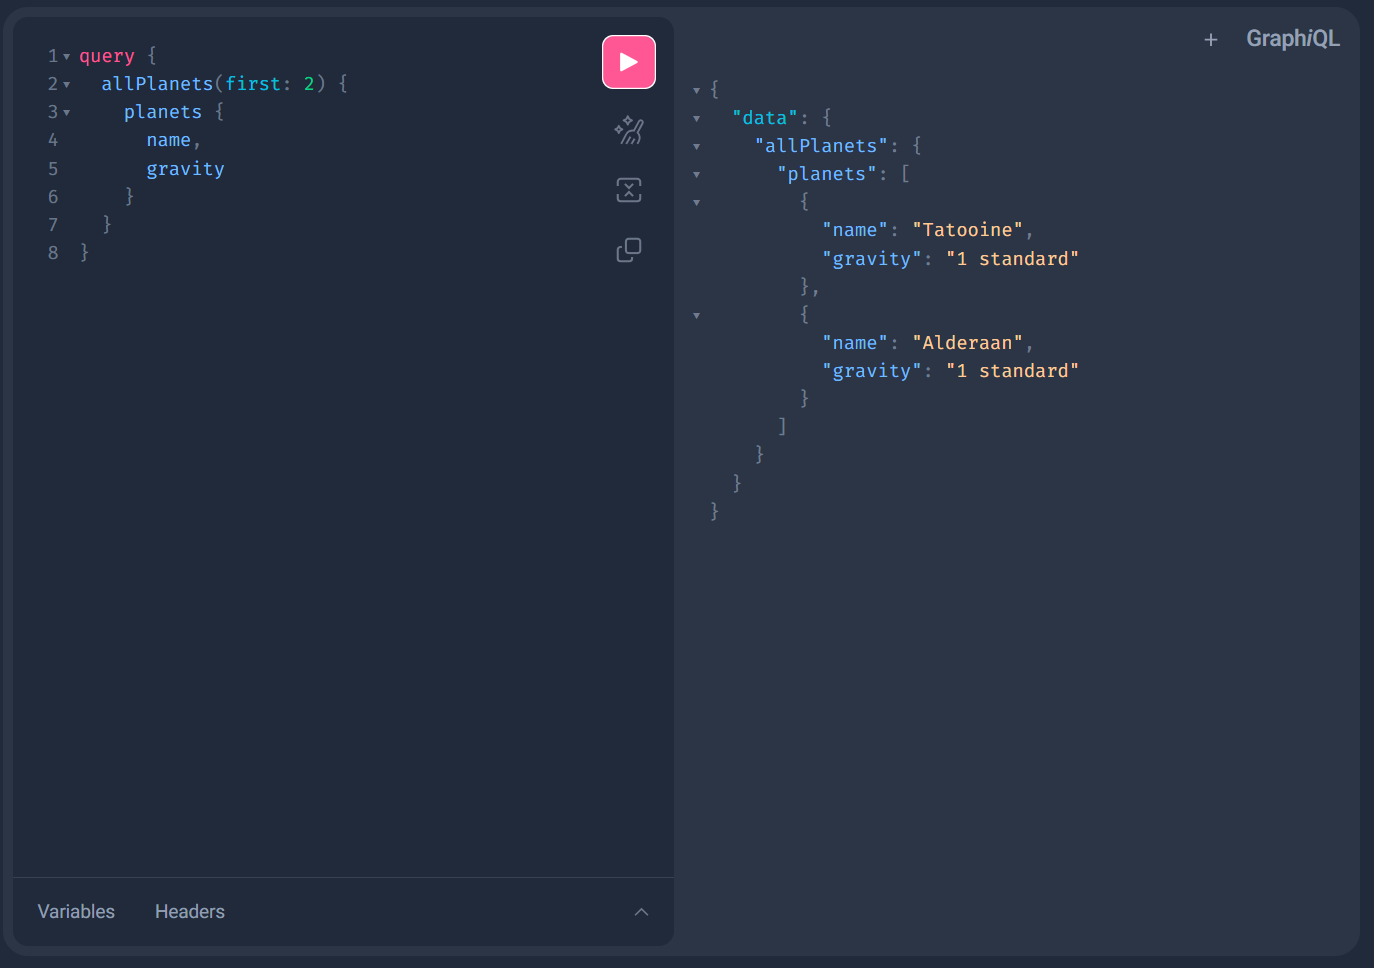 1 query {
2 allPlanets(first: 2) {
3 planets {
4 name,
5 gravity
6 }
7 }
8 }
Variables Headers
+ GraphiQL
{
"data": {
"allPlanets": {
"planets": [
{
"name": "Tatooine",
"gravity": "1 standard"
},
{
"name": "Alderaan",
"gravity": "1 standard"
}
]
}
}
}